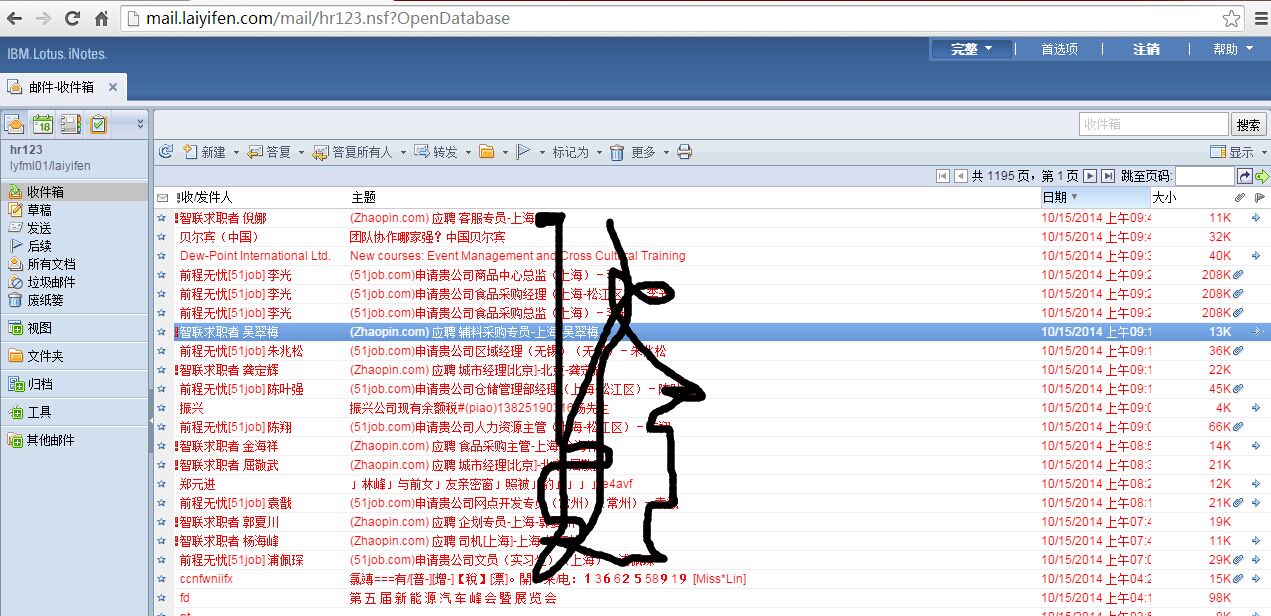 mail.laiyifen.com/mail/hr123.nsf?OpenDatabase
IBM.Lotus.iNotes.
完整 首选项 注销 帮助
邮件-收件箱
18
收件箱 搜索
hr123
lyfml01/laiyifen
新建 答复 答复所有人 转发 标记为 更多 显示
共 1195 页，第 1 页 跳至页码:
收件箱
草稿
发送
后续
所有文档
垃圾邮件
废纸篓
视图
文件夹
归档
工具
其他邮件
!收/发件人 主题 日期 大小
!智联求职者 倪娜 (Zhaopin.com) 应聘 客服专员-上海 10/15/2014 上午09:4 11K
贝尔宾（中国） 团队协作哪家强？中国贝尔宾 10/15/2014 上午09:4 32K
Dew-Point International Ltd. New courses: Event Management and Cross Cultural Training 10/15/2014 上午09:3 40K
前程无忧[51job] 李光 (51job.com)申请贵公司商品中心总监（上海）- 10/15/2014 上午09:2 208K
前程无忧[51job] 李光 (51job.com)申请贵公司食品采购经理（上海-松江区 10/15/2014 上午09:2 208K
前程无忧[51job] 李光 (51job.com)申请贵公司食品采购总监（上海）- 10/15/2014 上午09:2 208K
!智联求职者 吴翠梅 (Zhaopin.com) 应聘 辅料采购专员-上海 吴翠梅 10/15/2014 上午09:1 13K
前程无忧[51job] 朱兆松 (51job.com)申请贵公司区域经理（无锡）（无 - 朱兆松 10/15/2014 上午09:1 36K
!智联求职者 龚定辉 (Zhaopin.com) 应聘 城市经理[北京]-北京-龚定 10/15/2014 上午09:1 22K
前程无忧[51job] 陈叶强 (51job.com)申请贵公司仓储管理部经理（上海-松江区）- 陈 10/15/2014 上午09:1 45K
振兴 振兴公司现有余额税#(piao)138251903 先生 10/15/2014 上午09:0 4K
前程无忧[51job] 陈翔 (51job.com)申请贵公司人力资源主管（上海-松江区）- 10/15/2014 上午09:0 66K
!智联求职者 金海祥 (Zhaopin.com) 应聘 食品采购主管-上海 10/15/2014 上午08:5 14K
!智联求职者 屈敬武 (Zhaopin.com) 应聘 城市经理[北京]-北 10/15/2014 上午08:3 21K
郑元进 」林峰」与前女」友亲密窗」照被」 」」」e4avf 10/15/2014 上午08:2 12K
前程无忧[51job] 袁戬 (51job.com)申请贵公司网点开发专 （常州） 常州）- 袁 10/15/2014 上午08:1 21K
!智联求职者 郭夏川 (Zhaopin.com) 应聘 企划专员-上海-郭 10/15/2014 上午07:4 19K
!智联求职者 杨海峰 (Zhaopin.com) 应聘 司机[上海]-上海- 10/15/2014 上午07:4 11K
前程无忧[51job] 浦佩琛 (51job.com)申请贵公司文员（实习 （上海 浦佩琛 10/15/2014 上午07:0 29K
ccnfwniifx ===有/[普-][增-]【稅】[票]。開 电：13662558919 [Miss*Lin] 10/15/2014 上午04:2 15K
fd 第五届新能源汽车峰会暨展览会 10/15/2014 上午04:1 98K